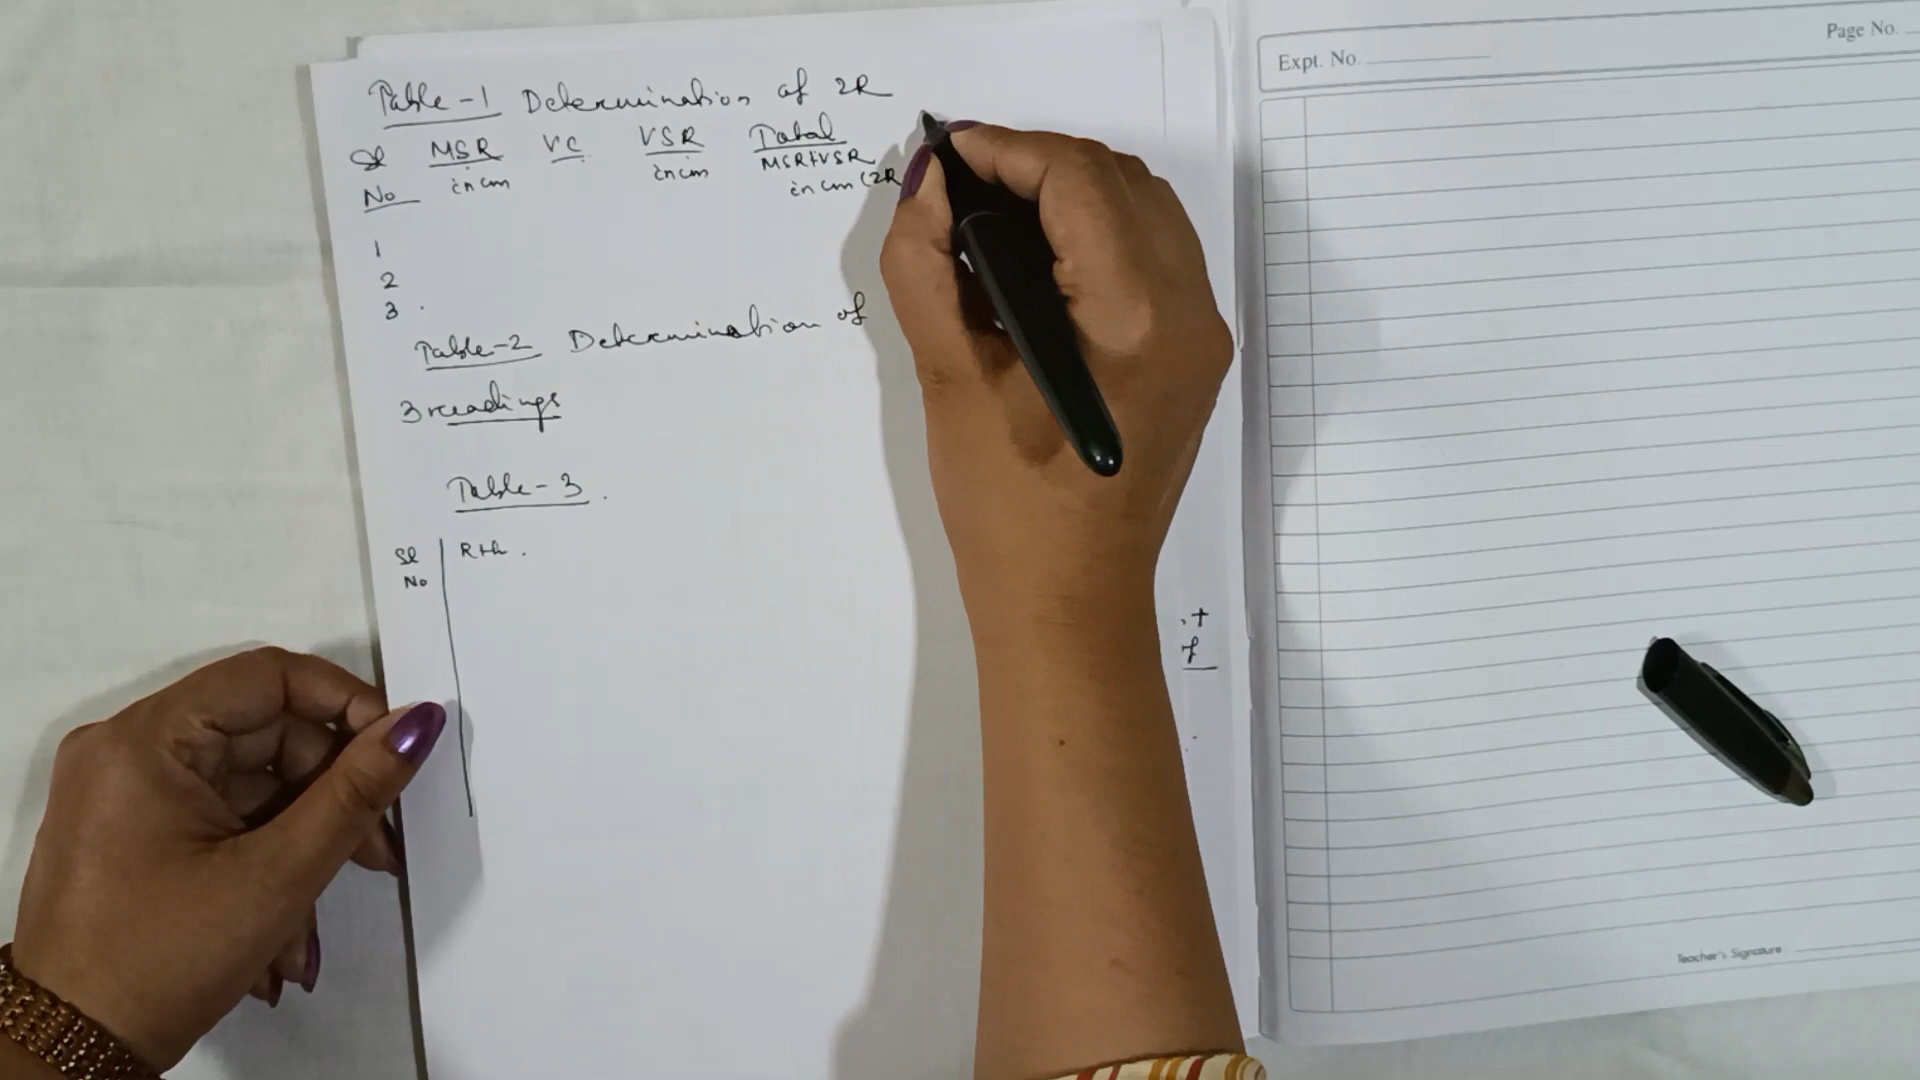 Table-1 Determination of 2R
Sl No MSR in cm VC VSR in cm Total MSR+VSR in cm (2R
1
2
3.
Table-2 Determination of
3 readings
Table-3.
Sl No R+h.
Expt. No.
Page No.
Teacher's Signature